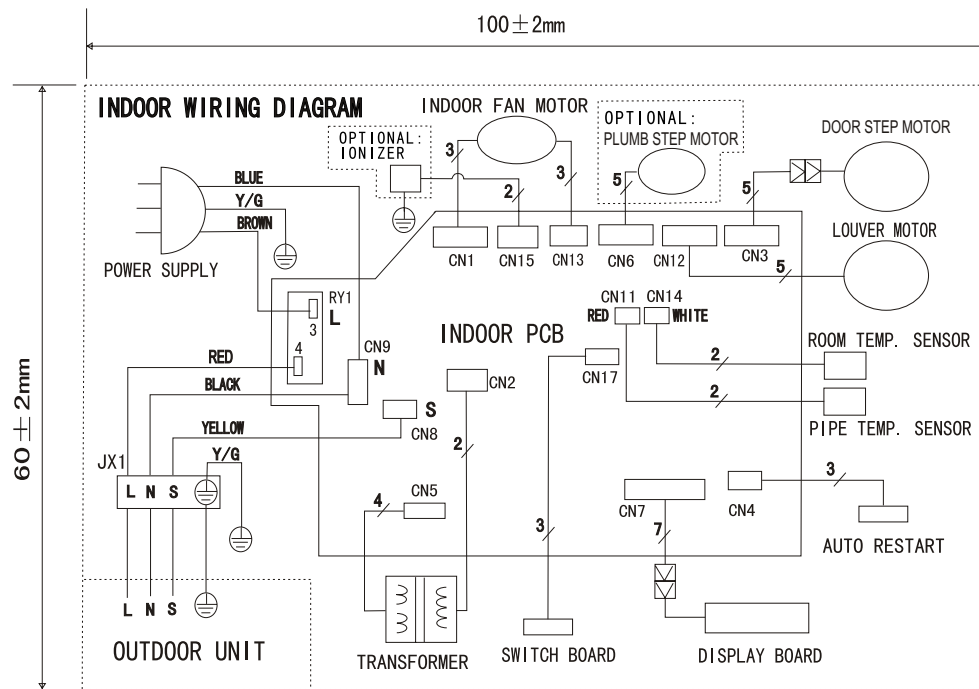 100±2mm
60±2mm
INDOOR WIRING DIAGRAM
INDOOR FAN MOTOR
OPTIONAL:
IONIZER
OPTIONAL:
PLUMB STEP MOTOR
DOOR STEP MOTOR
3
2
3
5
5
BLUE
Y/G
BROWN
POWER SUPPLY
CN1
CN15
CN13
CN6
CN12
CN3
LOUVER MOTOR
5
RY1
3
L
4
CN11
CN14
RED
WHITE
INDOOR PCB
ROOM TEMP. SENSOR
2
CN17
RED
CN9
N
CN2
BLACK
2
PIPE TEMP. SENSOR
S
CN8
YELLOW
2
Y/G
JX1
L N S
CN5
4
CN7
7
CN4
3
3
AUTO RESTART
L N S
OUTDOOR UNIT
TRANSFORMER
SWITCH BOARD
DISPLAY BOARD